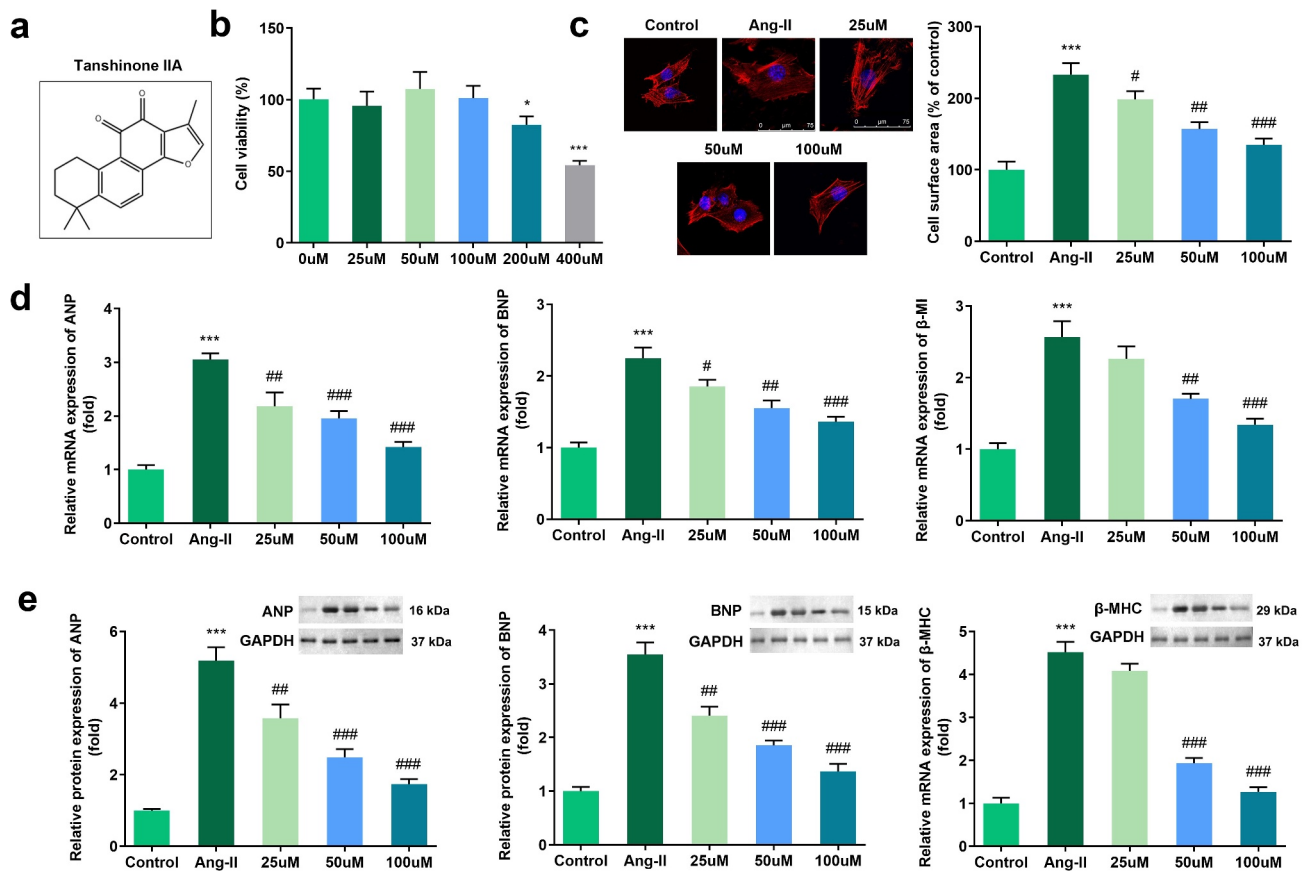 a
Tanshinone IIA
O
O
O
b
Cell viability (%)
150
100
50
0
*
***
0uM 25uM 50uM 100uM 200uM 400uM
c
Control Ang-II 25uM
0 µm 75
0 µm 75
50uM 100uM
Cell surface area (% of control)
300
200
100
0
***
#
##
###
Control Ang-II 25uM 50uM 100uM
d
Relative mRNA expression of ANP
(fold)
4
3
2
1
0
***
##
###
###
Control Ang-II 25uM 50uM 100uM
Relative mRNA expression of BNP
(fold)
3
2
1
0
***
#
##
###
Control Ang-II 25uM 50uM 100uM
Relative mRNA expression of β-MI
(fold)
3
2
1
0
***
##
###
Control Ang-II 25uM 50uM 100uM
e
ANP 16 kDa
GAPDH 37 kDa
Relative protein expression of ANP
(fold)
6
4
2
0
***
##
###
###
Control Ang-II 25uM 50uM 100uM
BNP 15 kDa
GAPDH 37 kDa
Relative protein expression of BNP
(fold)
4
3
2
1
0
***
##
###
###
Control Ang-II 25uM 50uM 100uM
β-MHC 29 kDa
GAPDH 37 kDa
Relative mRNA expression of β-MHC
(fold)
5
4
3
2
1
0
***
###
###
Control Ang-II 25uM 50uM 100uM